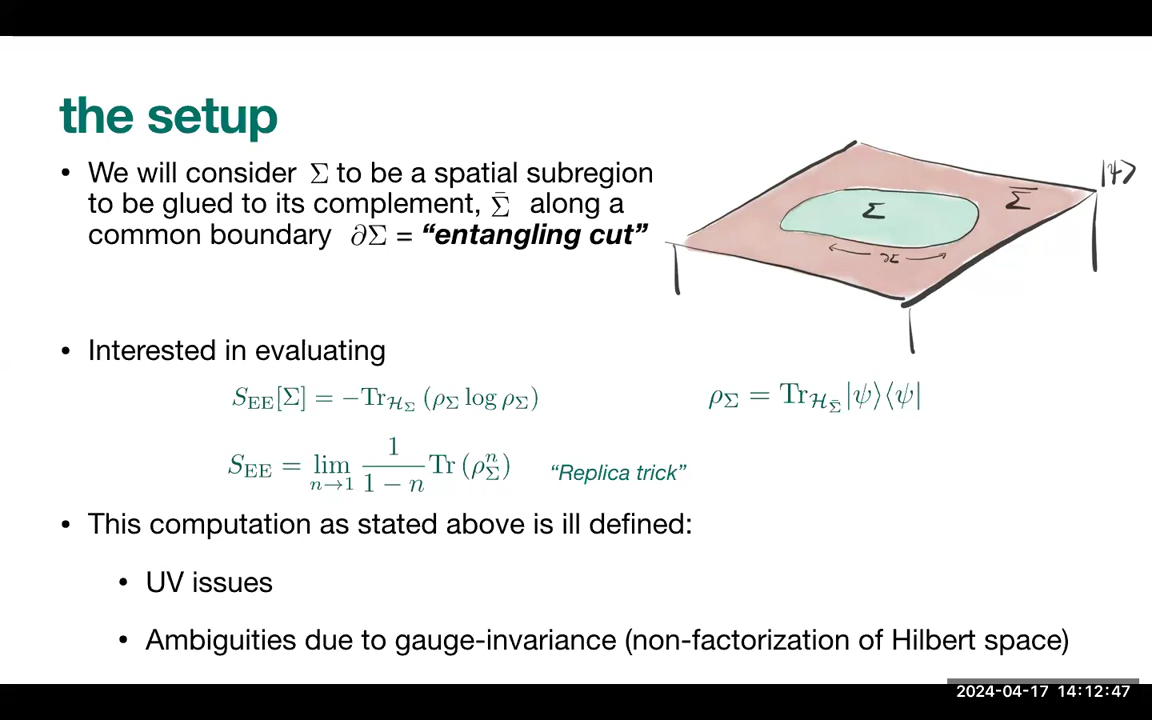 the setup
• We will consider Σ to be a spatial subregion
to be glued to its complement, Σ̄ along a
common boundary ∂Σ = “entangling cut”
|ψ⟩
Σ
Σ̄
∂Σ
• Interested in evaluating
S_EE[Σ] = −Tr_{H_Σ} (ρ_Σ log ρ_Σ)
ρ_Σ = Tr_{H_Σ̄} |ψ⟩⟨ψ|
S_EE = lim_{n→1} \frac{1}{1 − n} Tr (ρ_Σ^n) “Replica trick”
• This computation as stated above is ill defined:
• UV issues
• Ambiguities due to gauge-invariance (non-factorization of Hilbert space)
2024-04-17 14:12:47